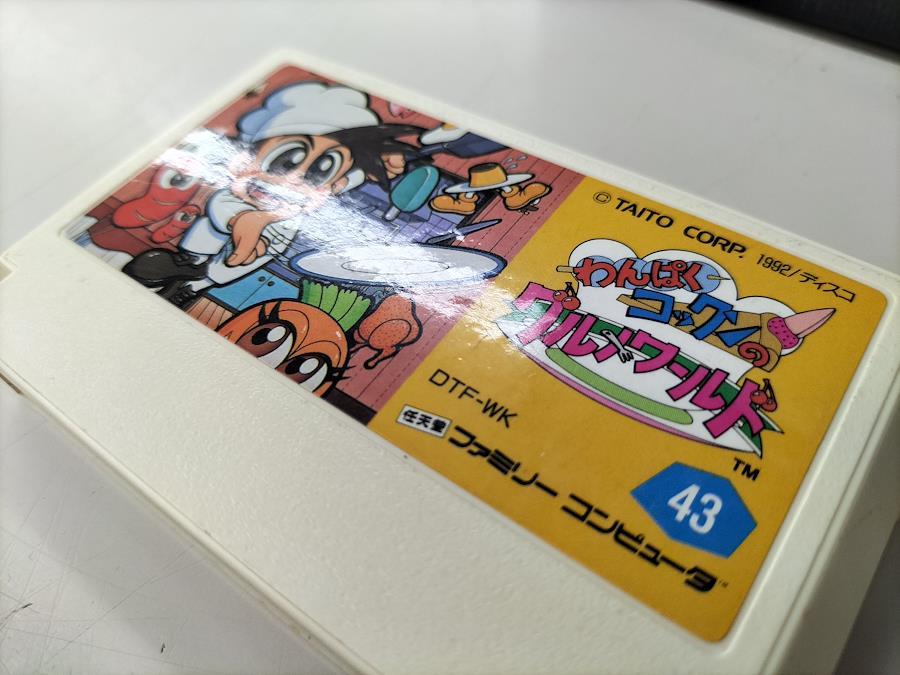 © TAITO CORP. 1992/ディスコ
わんぱく
コックンの
グルメワールド
TM
DTF-WK
任天堂 ファミリー コンピュータ™
43